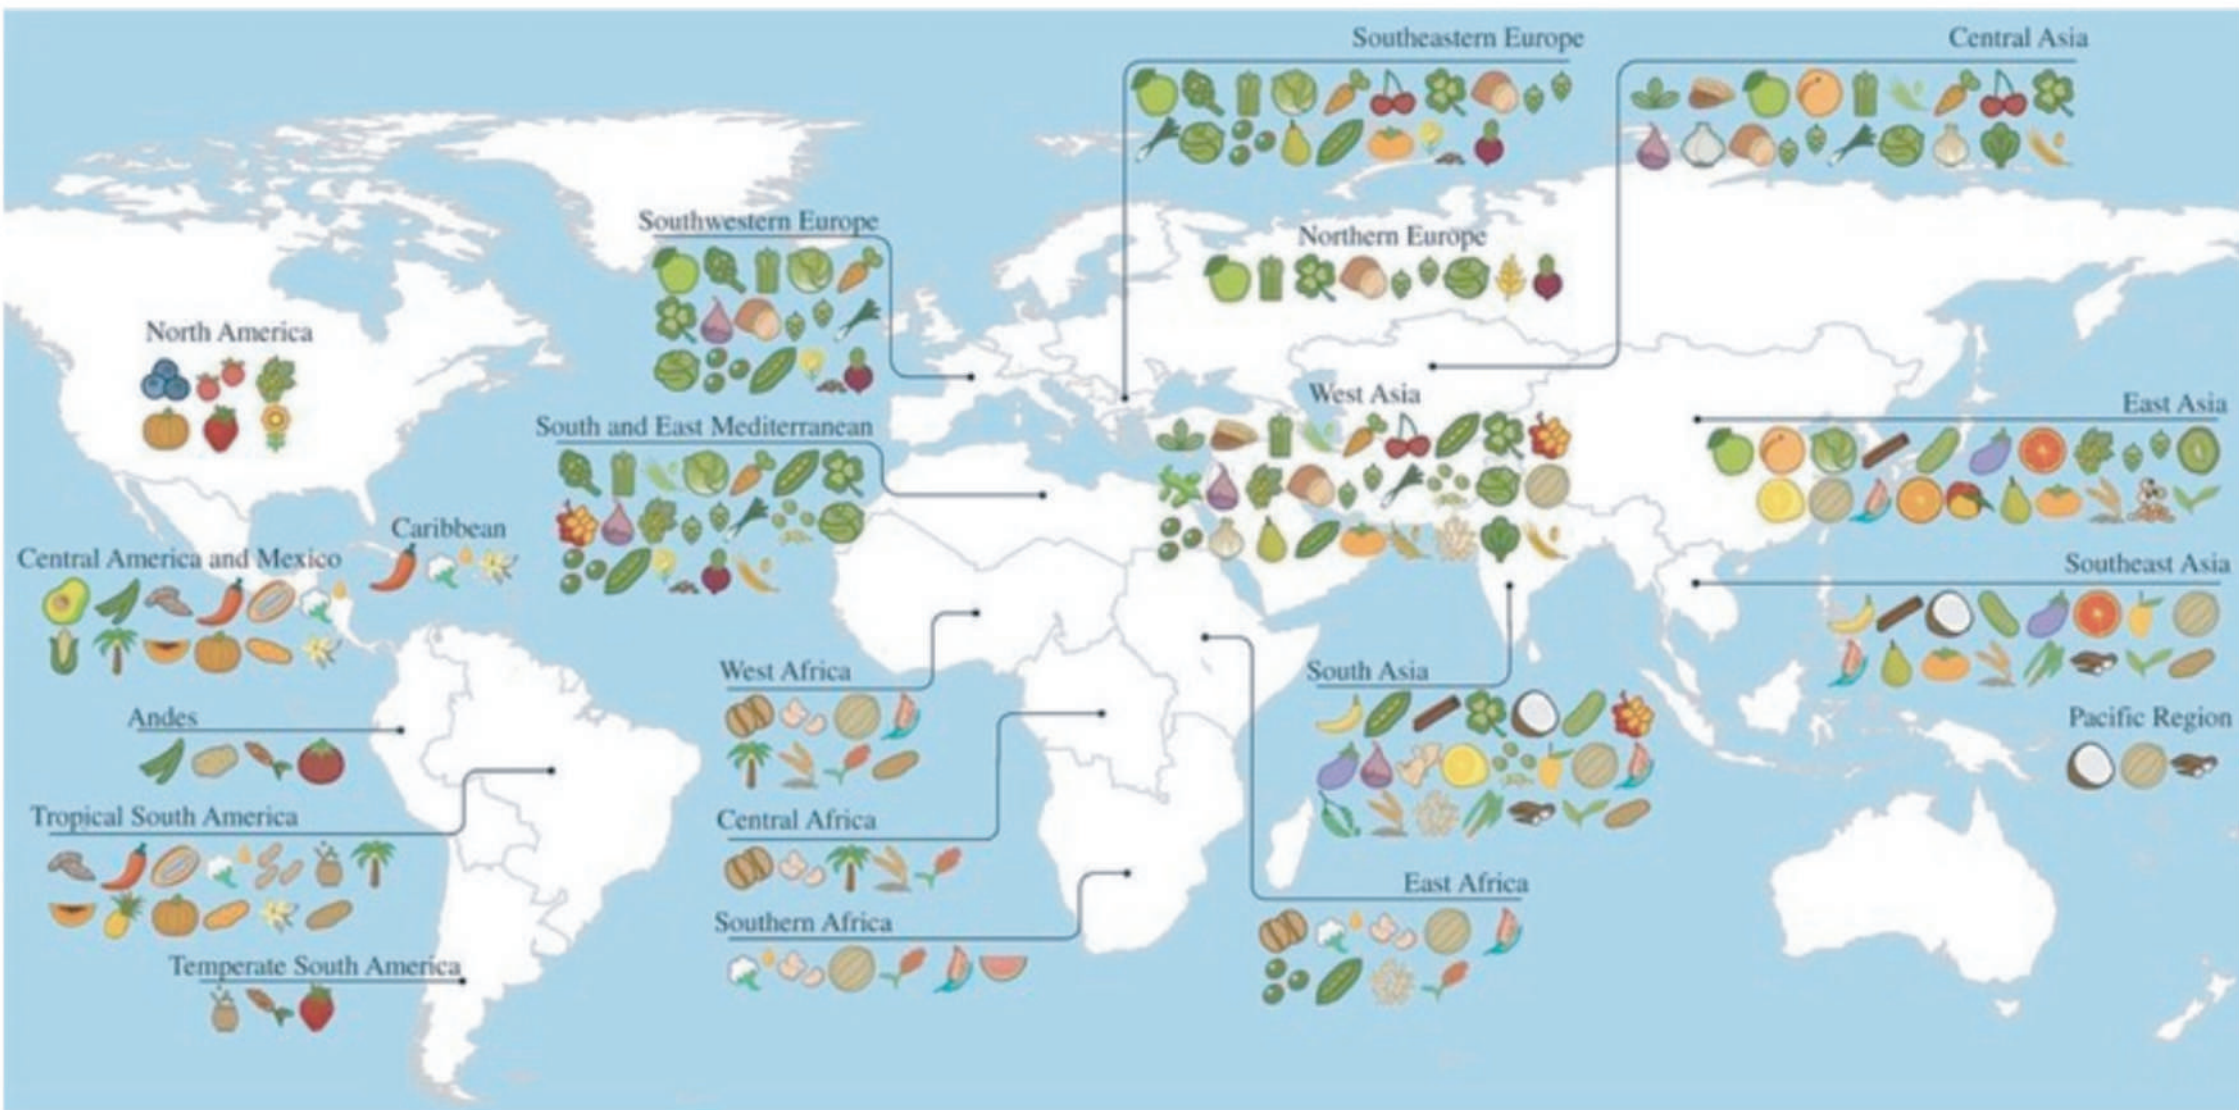 Southeastern Europe
Central Asia
Southwestern Europe
Northern Europe
North America
West Asia
East Asia
South and East Mediterranean
Caribbean
Central America and Mexico
Southeast Asia
West Africa
South Asia
Andes
Pacific Region
Tropical South America
Central Africa
East Africa
Southern Africa
Temperate South America